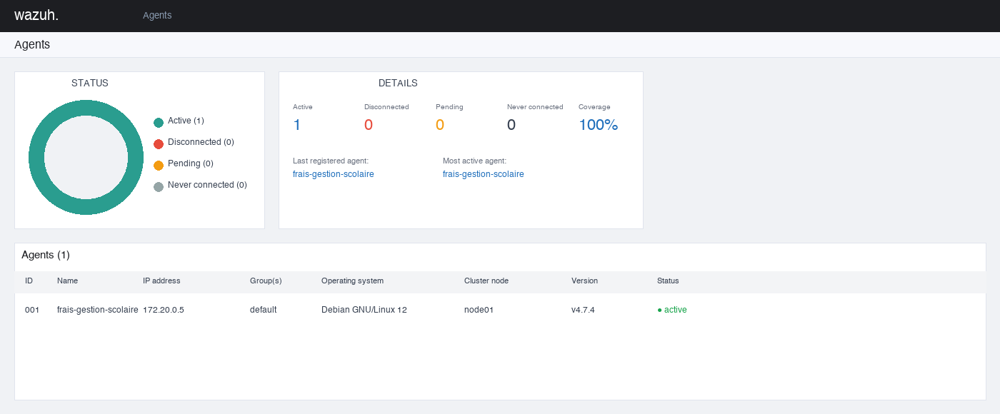 wazuh. Agents
Agents
STATUS
Active (1)
Disconnected (0)
Pending (0)
Never connected (0)
DETAILS
Active Disconnected Pending Never connected Coverage
1 0 0 0 100%
Last registered agent: Most active agent:
frais-gestion-scolaire frais-gestion-scolaire
Agents (1)
ID Name IP address Group(s) Operating system Cluster node Version Status
001 frais-gestion-scolaire 172.20.0.5 default Debian GNU/Linux 12 node01 v4.7.4 ● active